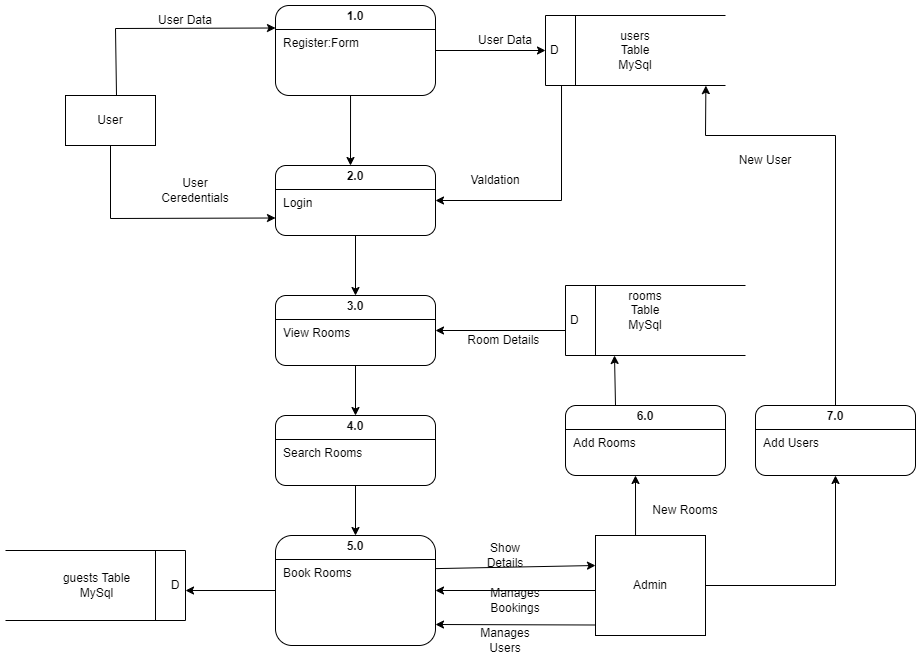 User Data
1.0
Register:Form
User Data
D
users
Table
MySql
User
New User
2.0
Login
User
Ceredentials
Valdation
3.0
View Rooms
Room Details
D
rooms
Table
MySql
4.0
Search Rooms
6.0
Add Rooms
7.0
Add Users
New Rooms
5.0
Book Rooms
Show
Details
Manages
Bookings
Manages
Users
Admin
guests Table
MySql
D